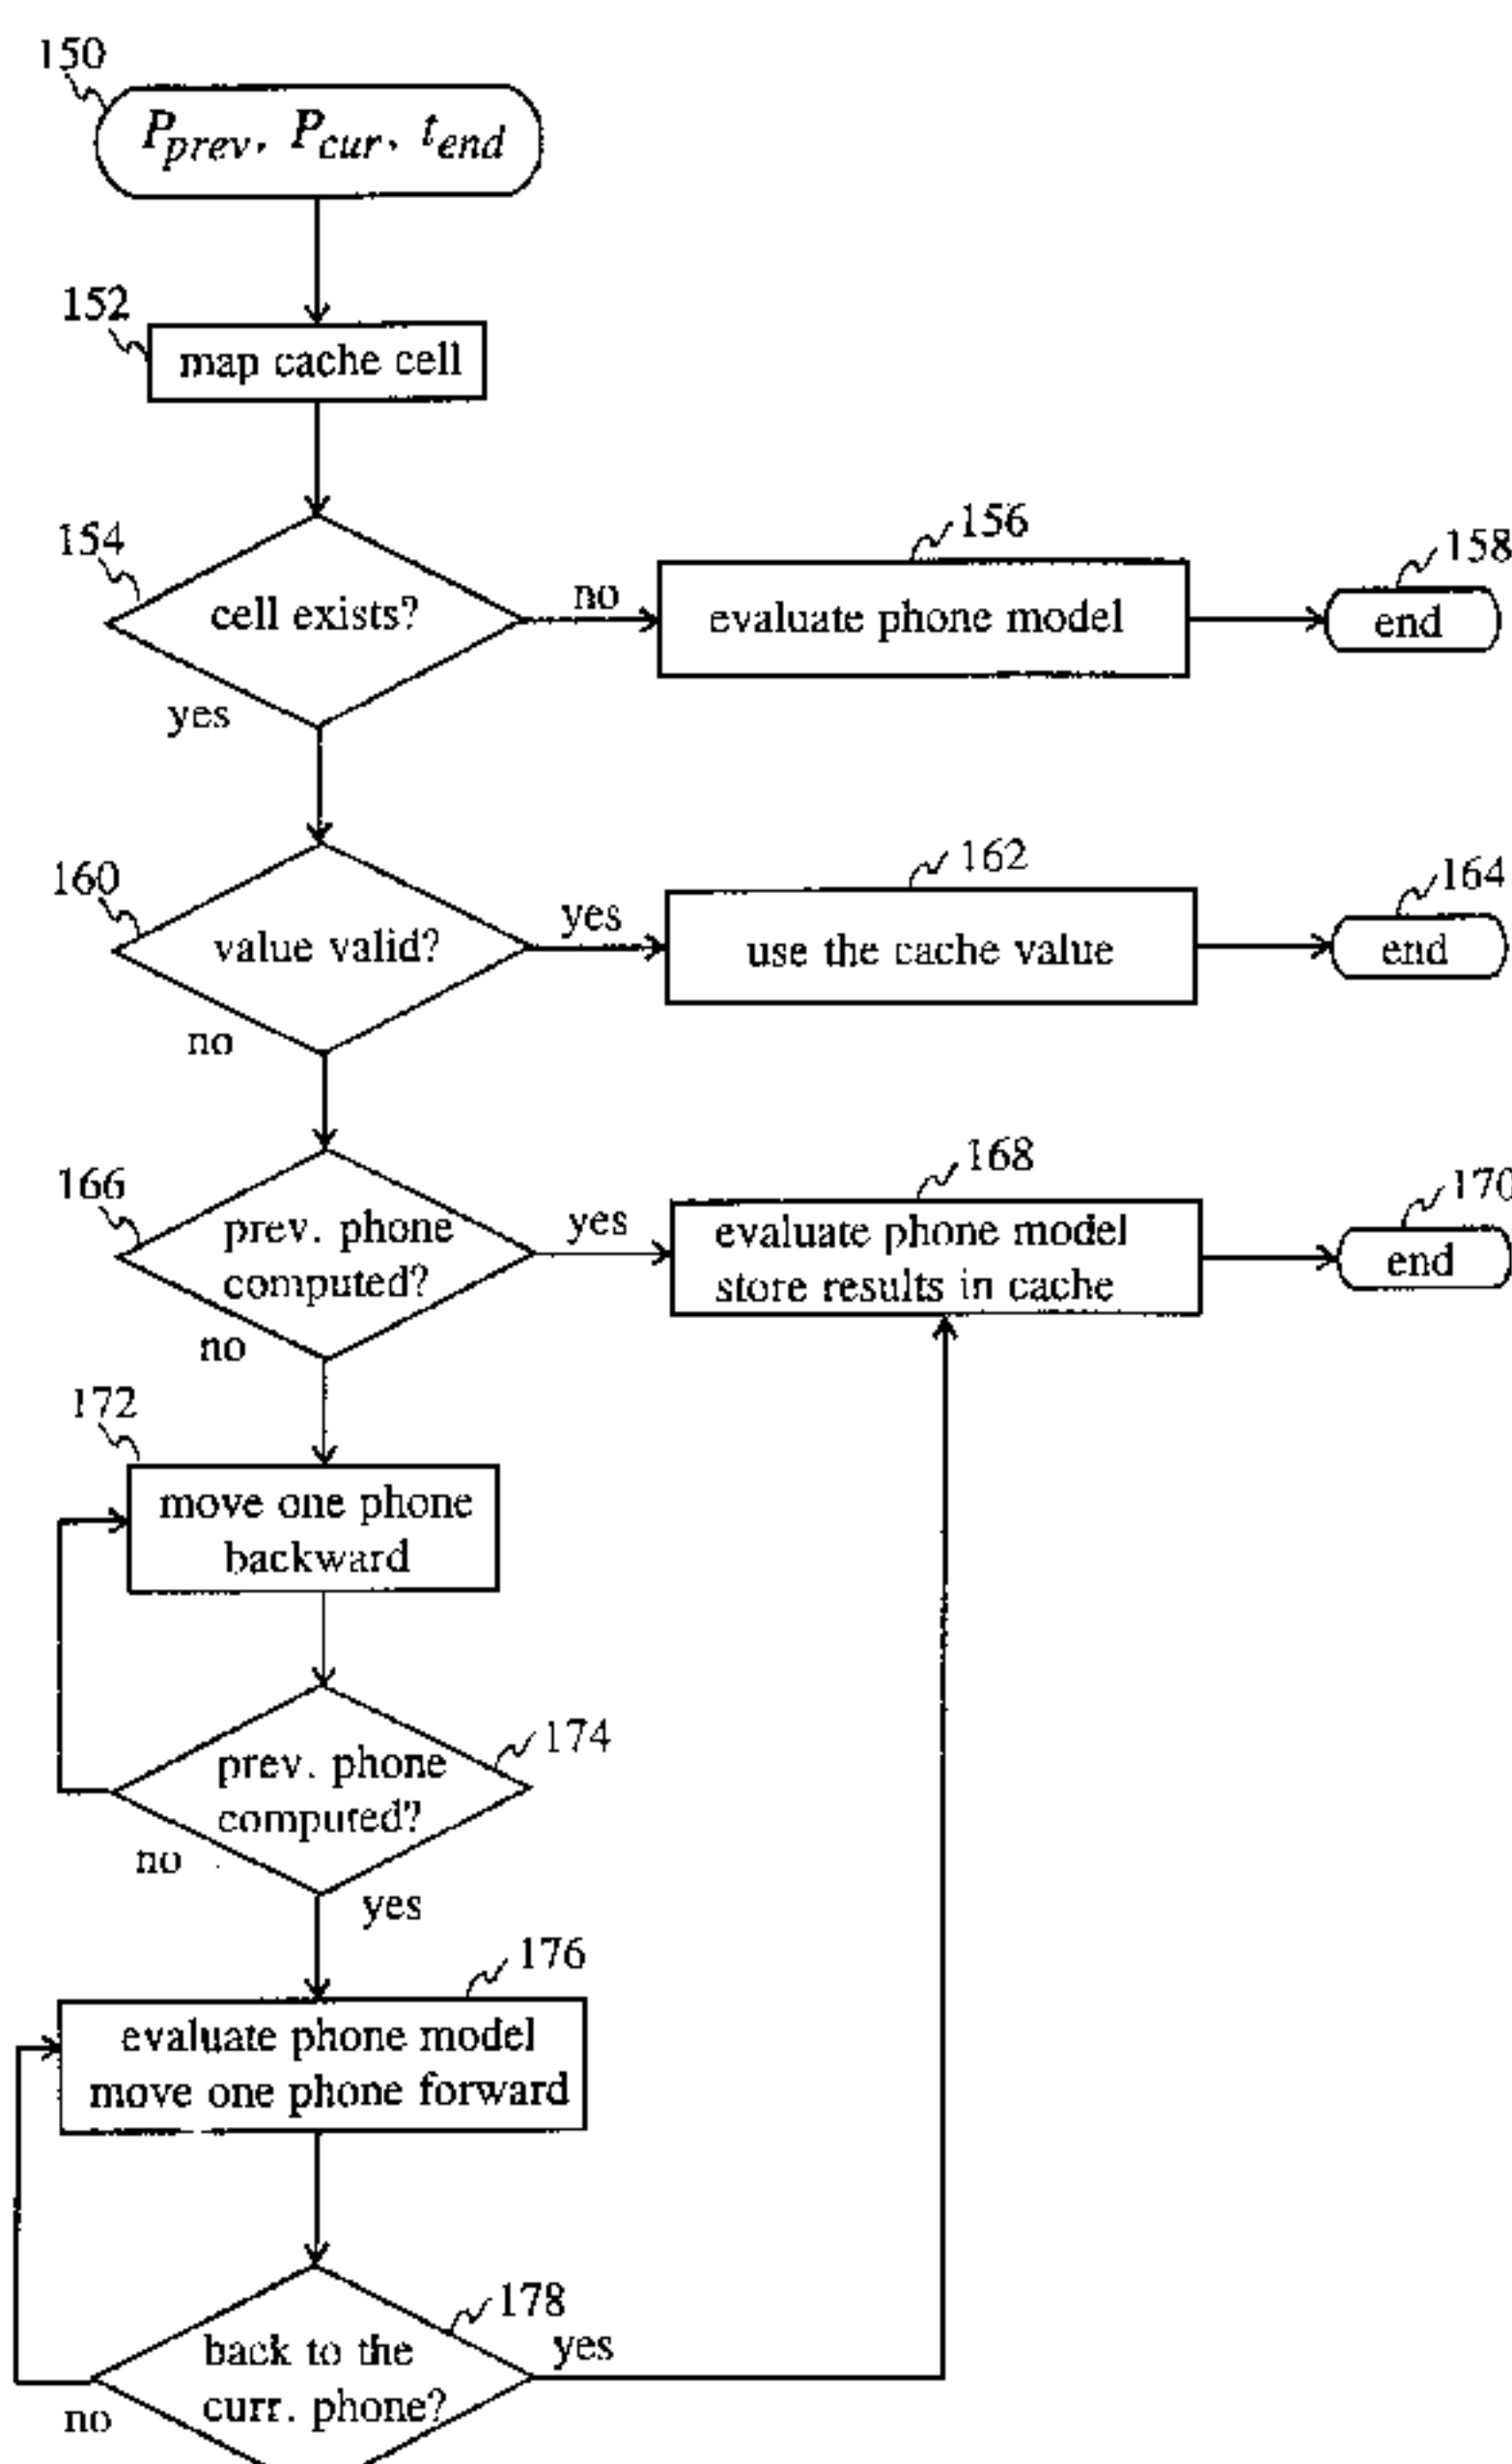 150
P_prev, P_cur, t_end
152
map cache cell
154
cell exists?
no
yes
156
evaluate phone model
158
end
160
value valid?
yes
no
162
use the cache value
164
end
166
prev. phone
computed?
yes
no
168
evaluate phone model
store results in cache
170
end
172
move one phone
backward
174
prev. phone
computed?
no
yes
176
evaluate phone model
move one phone forward
178
back to the
curr. phone?
yes
no